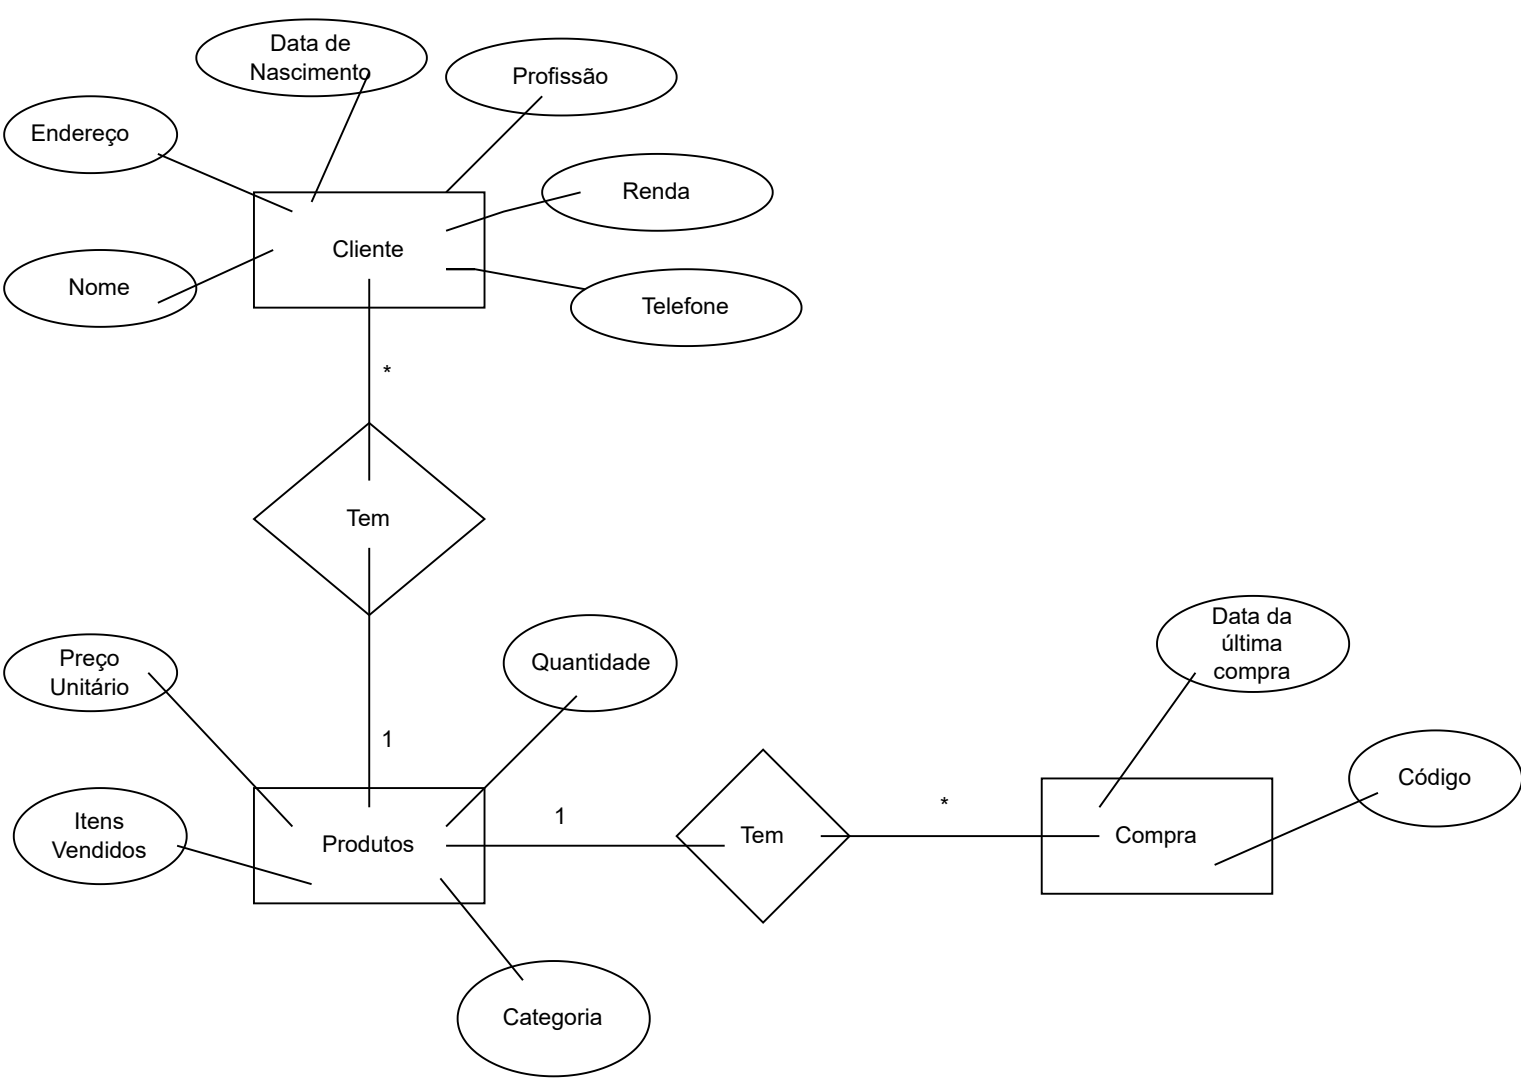 Data de
Nascimento
Profissão
Endereço
Renda
Cliente
Nome
Telefone
*
Tem
Data da
última
compra
Preço
Unitário
Quantidade
1
Código
*
1
Itens
Vendidos
Produtos
Tem
Compra
Categoria